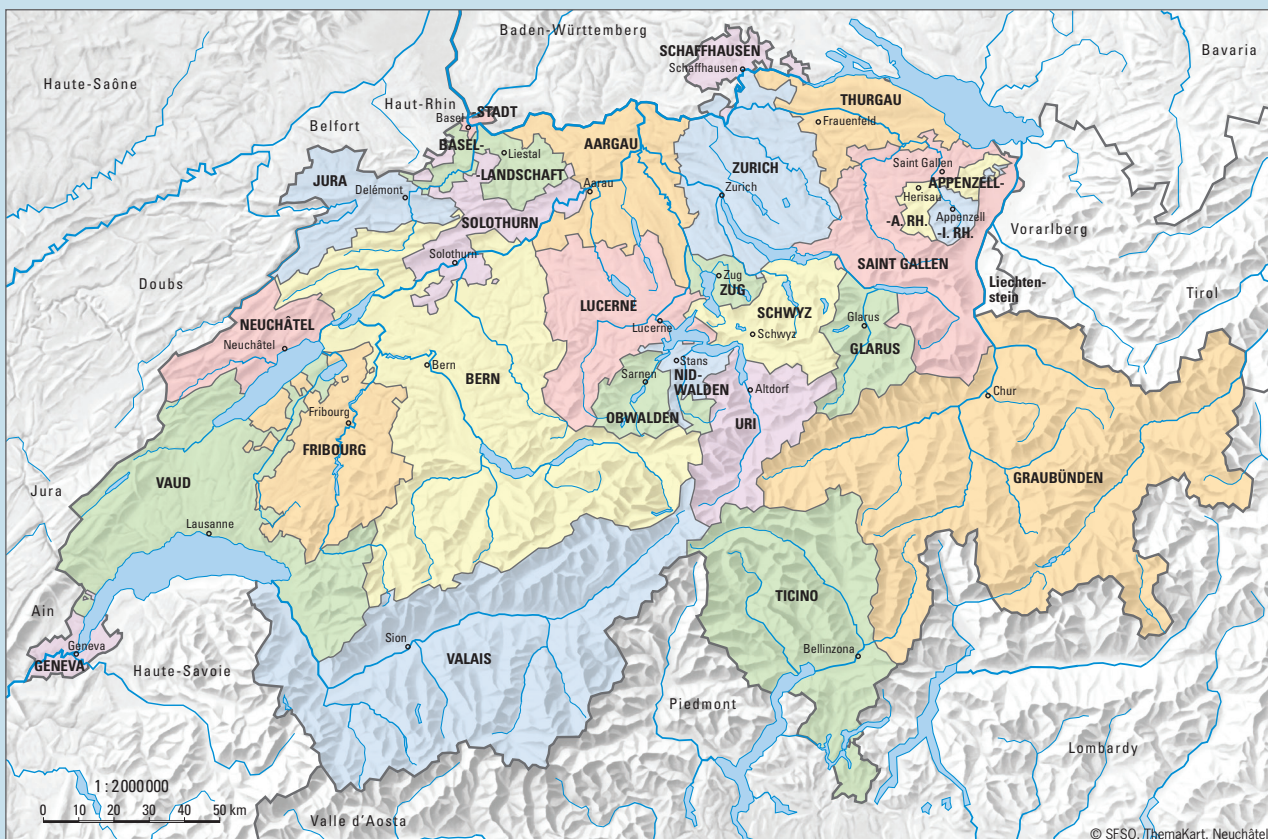 Baden-Württemberg
Bavaria
Haute-Saône
SCHAFFHAUSEN
Schaffhausen
Haut-Rhin
THURGAU
-STADT
Basel
Frauenfeld
Belfort
BASEL-
Liestal
AARGAU
-LANDSCHAFT
ZURICH
Saint Gallen
JURA
Delémont
Aarau
Zurich
APPENZELL-
Herisau
SOLOTHURN
Appenzell
-A. RH.
-I. RH.
Vorarlberg
Solothurn
SAINT GALLEN
Doubs
Zug
ZUG
Liechten-
stein
Tirol
LUCERNE
SCHWYZ
NEUCHÂTEL
Lucerne
Schwyz
Glarus
GLARUS
Neuchâtel
Bern
BERN
Stans
Sarnen
NID-
WALDEN
Altdorf
Chur
Fribourg
OBWALDEN
URI
FRIBOURG
GRAUBÜNDEN
VAUD
Jura
Lausanne
TICINO
Ain
Geneva
GENEVA
Sion
VALAIS
Bellinzona
Haute-Savoie
Piedmont
Lombardy
1 : 2000000
0 10 20 30 40 50 km
Valle d'Aosta
© SFSO, ThemaKart, Neuchâtel